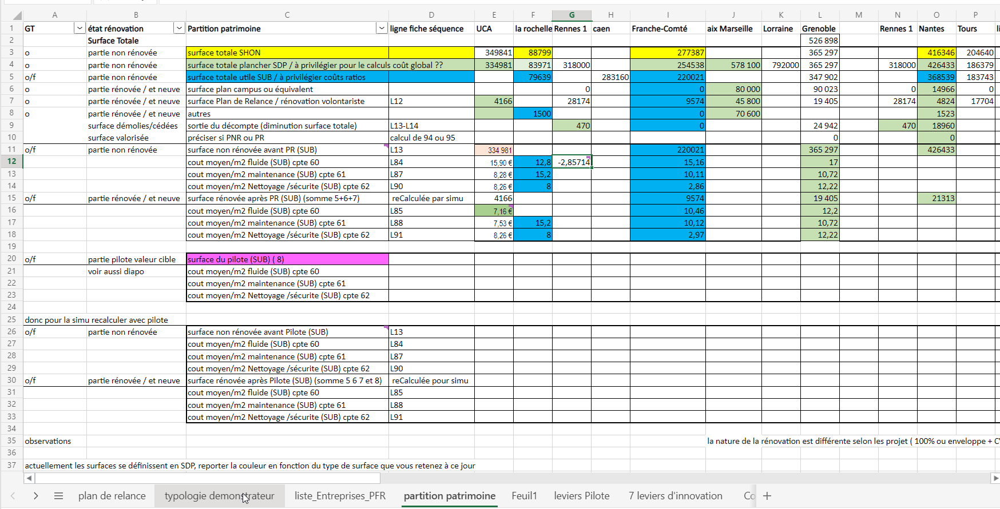 A B C D E F G H I J K L M N O P
1 GT état rénovation Partition patrimoine ligne fiche séquence UCA la rochelle Rennes 1 caen Franche-Comté aix Marseille Lorraine Grenoble Rennes 1 Nantes Tours
2 Surface Totale 526 898
3 o partie non rénovée surface totale SHON 349841 88799 277387 365 297 416346 204640
4 o partie non rénovée surface totale plancher SDP / à privilégier pour le calculs coût global ?? 334981 83971 318000 254538 578 100 792000 365 297 318000 426433 186379
5 o/f partie non rénovée surface totale utile SUB / à privilégier coûts ratios 79639 283160 220021 347 902 368539 183743
6 o partie rénovée / et neuve surface plan campus ou équivalent 0 0 80 000 90 023 0 14966 0
7 o partie rénovée / et neuve surface Plan de Relance / rénovation volontariste L12 4166 28174 9574 45 800 19 405 28174 4824 17704
8 o partie rénovée / et neuve autres 1500 0 70 600 1523
9 surface démolies/cédées sortie du décompte (diminution surface totale) L13-L14 470 0 24 942 470 18960
10 surface valorisée préciser si PNR ou PR calcul de 94 ou 95 0 0
11 o/f partie non rénovée surface non rénovée avant PR (SUB) L13 334 981 220021 365 297 426433
12 cout moyen/m2 fluide (SUB) cpte 60 L84 15,90 € 12,8 -2,85714 15,16 17
13 cout moyen/m2 maintenance (SUB) cpte 61 L87 8,28 € 15,2 10,11 10,72
14 cout moyen/m2 Nettoyage /sécurite (SUB) cpte 62 L90 8,26 € 8 2,86 12,22
15 o/f partie rénovée / et neuve surface rénovée après PR (SUB) (somme 5+6+7) reCalculée par simu 4166 9574 19 405 21313
16 cout moyen/m2 fluide (SUB) cpte 60 L85 7,16 € 10,46 12,2
17 cout moyen/m2 maintenance (SUB) cpte 61 L88 7,53 € 15,2 10,12 10,72
18 cout moyen/m2 Nettoyage /sécurite (SUB) cpte 62 L91 8,26 € 8 2,97 12,22
19
20 o/f partie pilote valeur cible surface du pilote (SUB) ( 8)
21 voir aussi diapo cout moyen/m2 fluide (SUB) cpte 60
22 cout moyen/m2 maintenance (SUB) cpte 61
23 cout moyen/m2 Nettoyage /sécurite (SUB) cpte 62
24
25 donc pour la simu recalculer avec pilote
26 o/f partie non rénovée surface non rénovée avant Pilote (SUB) L13
27 cout moyen/m2 fluide (SUB) cpte 60 L84
28 cout moyen/m2 maintenance (SUB) cpte 61 L87
29 cout moyen/m2 Nettoyage /sécurite (SUB) cpte 62 L90
30 o/f partie rénovée / et neuve surface rénovée après Pilote (SUB) (somme 5 6 7 et 8) reCalculée pour simu
31 cout moyen/m2 fluide (SUB) cpte 60 L85
32 cout moyen/m2 maintenance (SUB) cpte 61 L88
33 cout moyen/m2 Nettoyage /sécurite (SUB) cpte 62 L91
34
35 observations la nature de la rénovation est différente selon les projet ( 100% ou enveloppe +
36
37 actuellement les surfaces se définissent en SDP, reporter la couleur en fonction du type de surface que vous retenez à ce jour
plan de relance typologie demonstrateur liste_Entreprises_PFR partition patrimoine Feuil1 leviers Pilote 7 leviers d'innovation